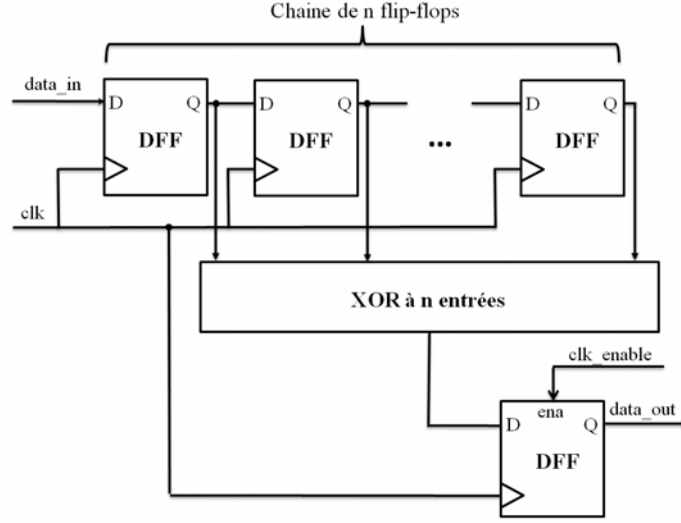 Chaine de n flip-flops
data_in
D Q
DFF
D Q
DFF
...
D Q
DFF
clk
XOR à n entrées
clk_enable
ena
D Q
DFF
data_out